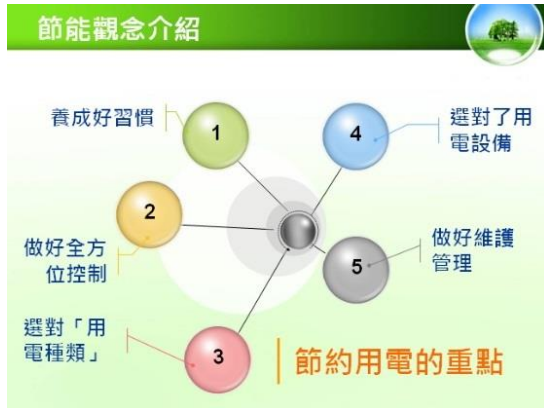 節能觀念介紹
養成好習慣
1
2
做好全方
位控制
選對「用
電種類」
3
4
選對了用
電設備
5
做好維護
管理
節約用電的重點